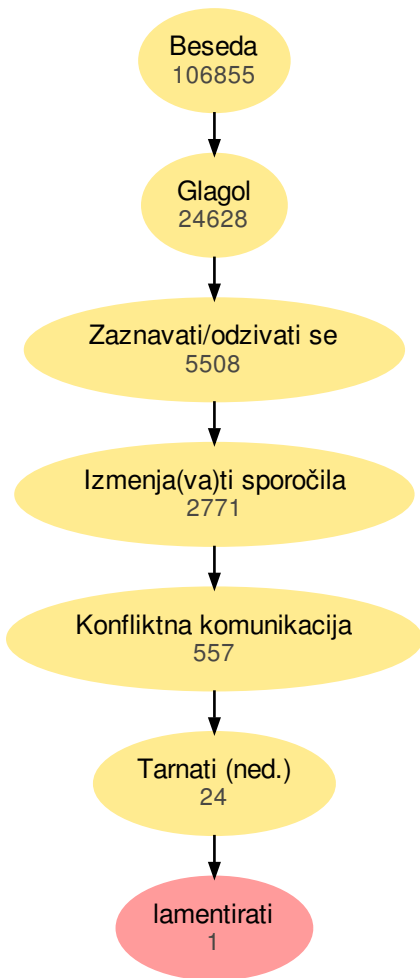 Beseda
106855
Glagol
24628
Zaznavati/odzivati se
5508
Izmenja(va)ti sporočila
2771
Konfliktna komunikacija
557
Tarnati (ned.)
24
lamentirati
1